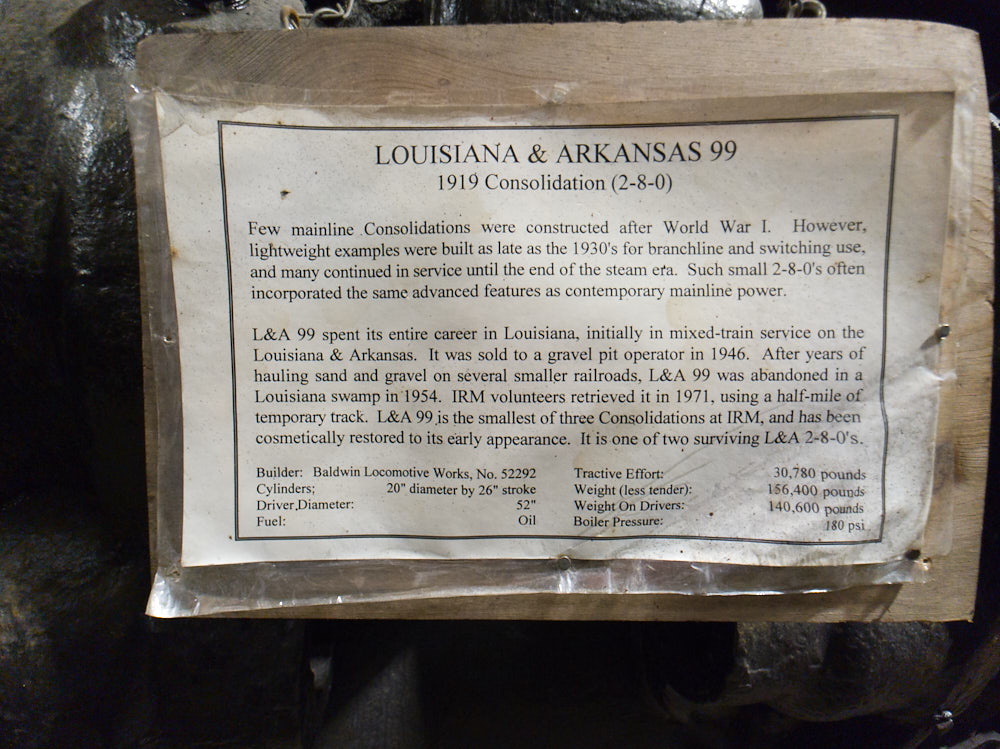 LOUISIANA & ARKANSAS 99
1919 Consolidation (2-8-0)
Few mainline Consolidations were constructed after World War I. However,
lightweight examples were built as late as the 1930's for branchline and switching use,
and many continued in service until the end of the steam era. Such small 2-8-0's often
incorporated the same advanced features as contemporary mainline power.
L&A 99 spent its entire career in Louisiana, initially in mixed-train service on the
Louisiana & Arkansas. It was sold to a gravel pit operator in 1946. After years of
hauling sand and gravel on several smaller railroads, L&A 99 was abandoned in a
Louisiana swamp in 1954. IRM volunteers retrieved it in 1971, using a half-mile of
temporary track. L&A 99 is the smallest of three Consolidations at IRM, and has been
cosmetically restored to its early appearance. It is one of two surviving L&A 2-8-0's.
Builder: Baldwin Locomotive Works, No. 52292
Cylinders: 20" diameter by 26" stroke
Driver Diameter: 52"
Fuel: Oil
Tractive Effort: 30,780 pounds
Weight (less tender): 156,400 pounds
Weight On Drivers: 140,600 pounds
Boiler Pressure: 180 psi